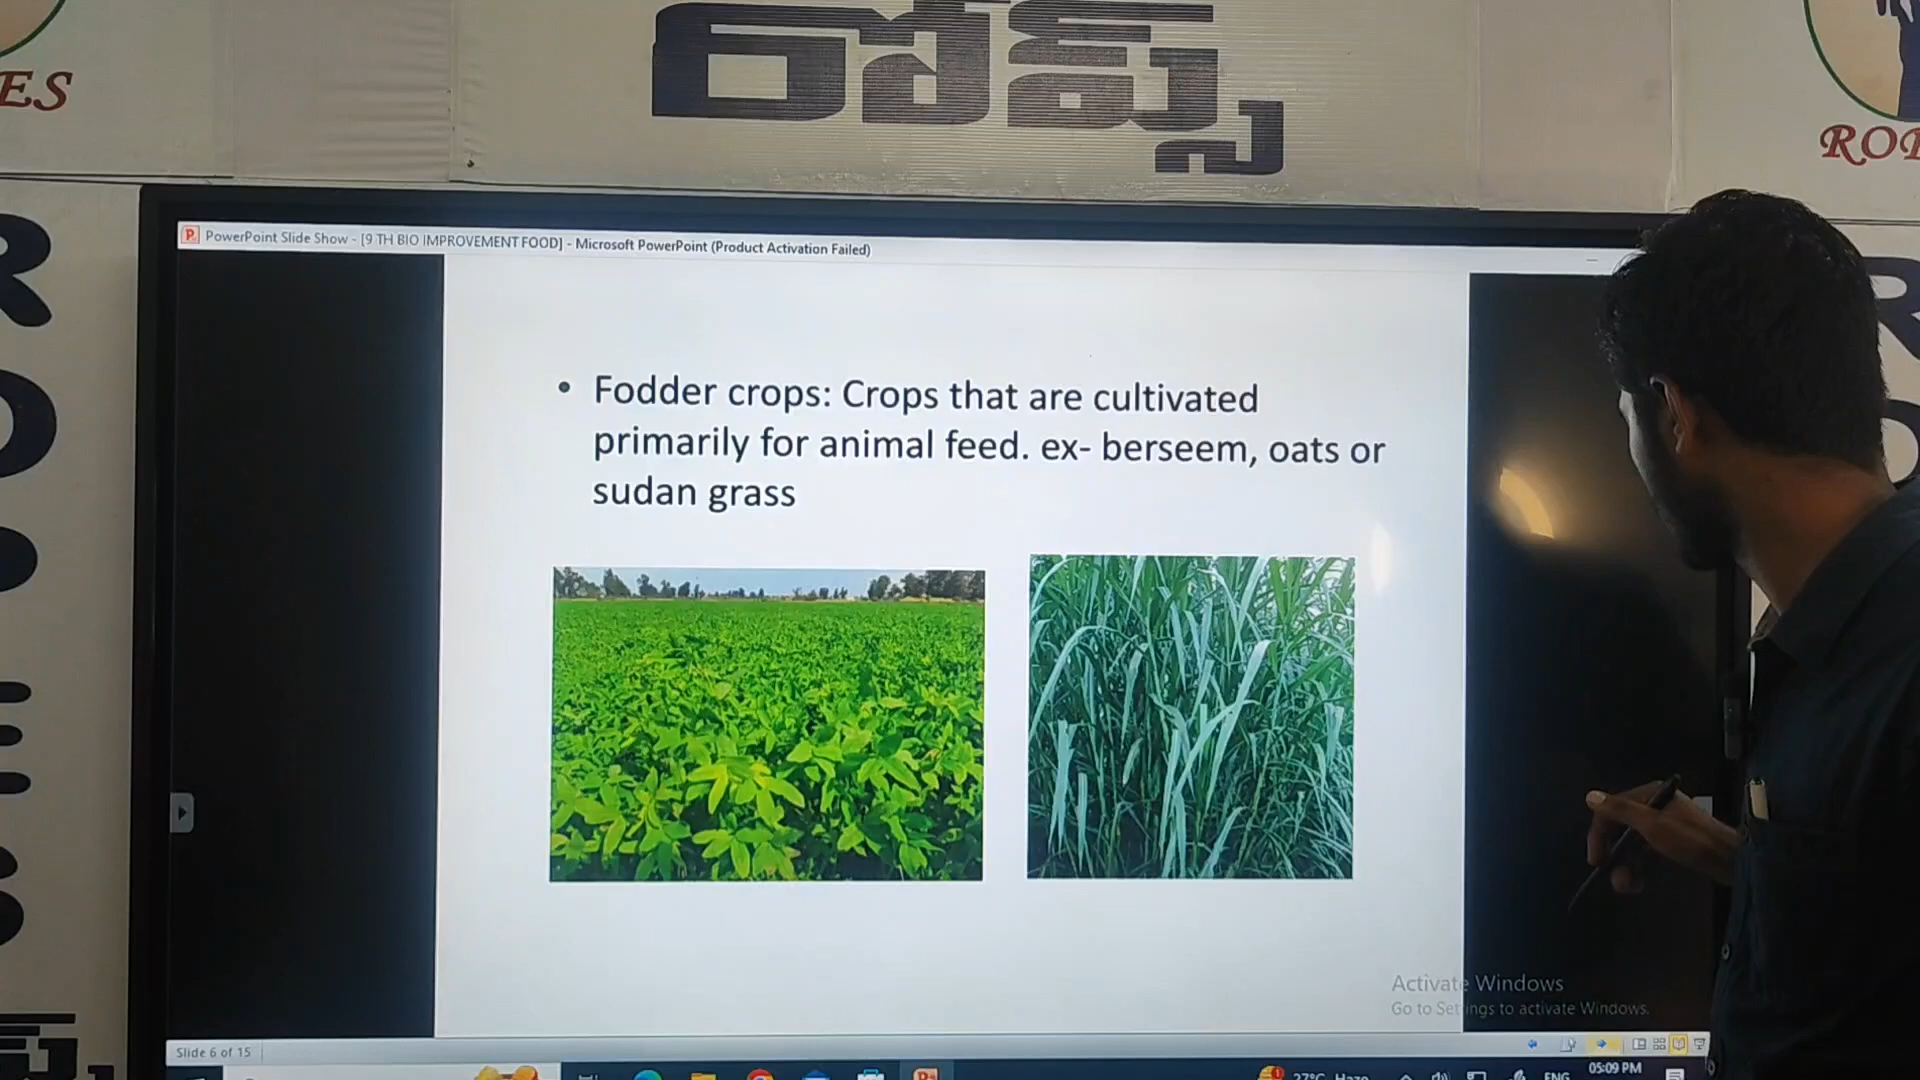 రోప్స్
ES
PowerPoint Slide Show - [9 TH BIO IMPROVEMENT FOOD] - Microsoft PowerPoint (Product Activation Failed)
• Fodder crops: Crops that are cultivated
primarily for animal feed. ex- berseem, oats or
sudan grass
Activate Windows
Go to Settings to activate Windows.
Slide 6 of 15
27°C Haze
ENG
05:09 PM